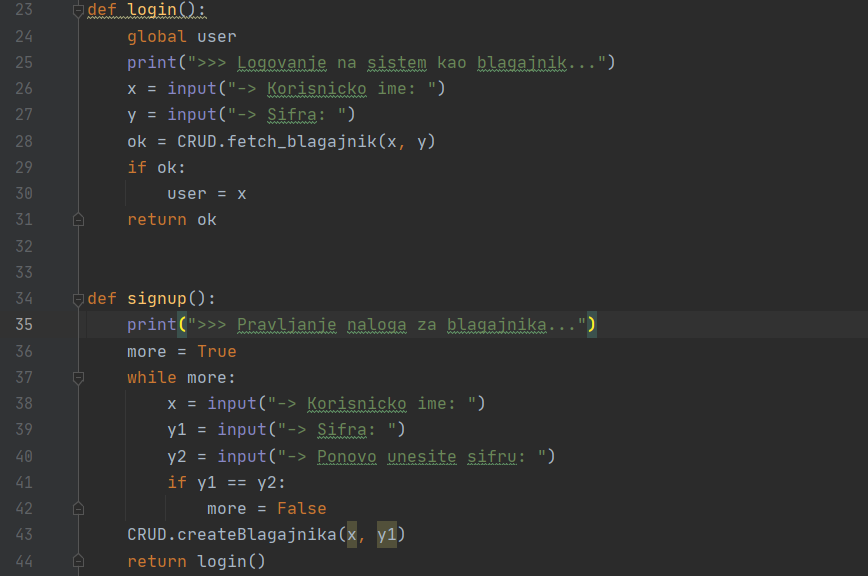 23 def login():
24     global user
25     print(">>> Logovanje na sistem kao blagajnik...")
26     x = input("-> Korisnicko ime: ")
27     y = input("-> Sifra: ")
28     ok = CRUD.fetch_blagajnik(x, y)
29     if ok:
30         user = x
31     return ok
32
33
34 def signup():
35     print(">>> Pravljanje naloga za blagajnika...")
36     more = True
37     while more:
38         x = input("-> Korisnicko ime: ")
39         y1 = input("-> Sifra: ")
40         y2 = input("-> Ponovo unesite sifru: ")
41         if y1 == y2:
42             more = False
43     CRUD.createBlagajnika(x, y1)
44     return login()